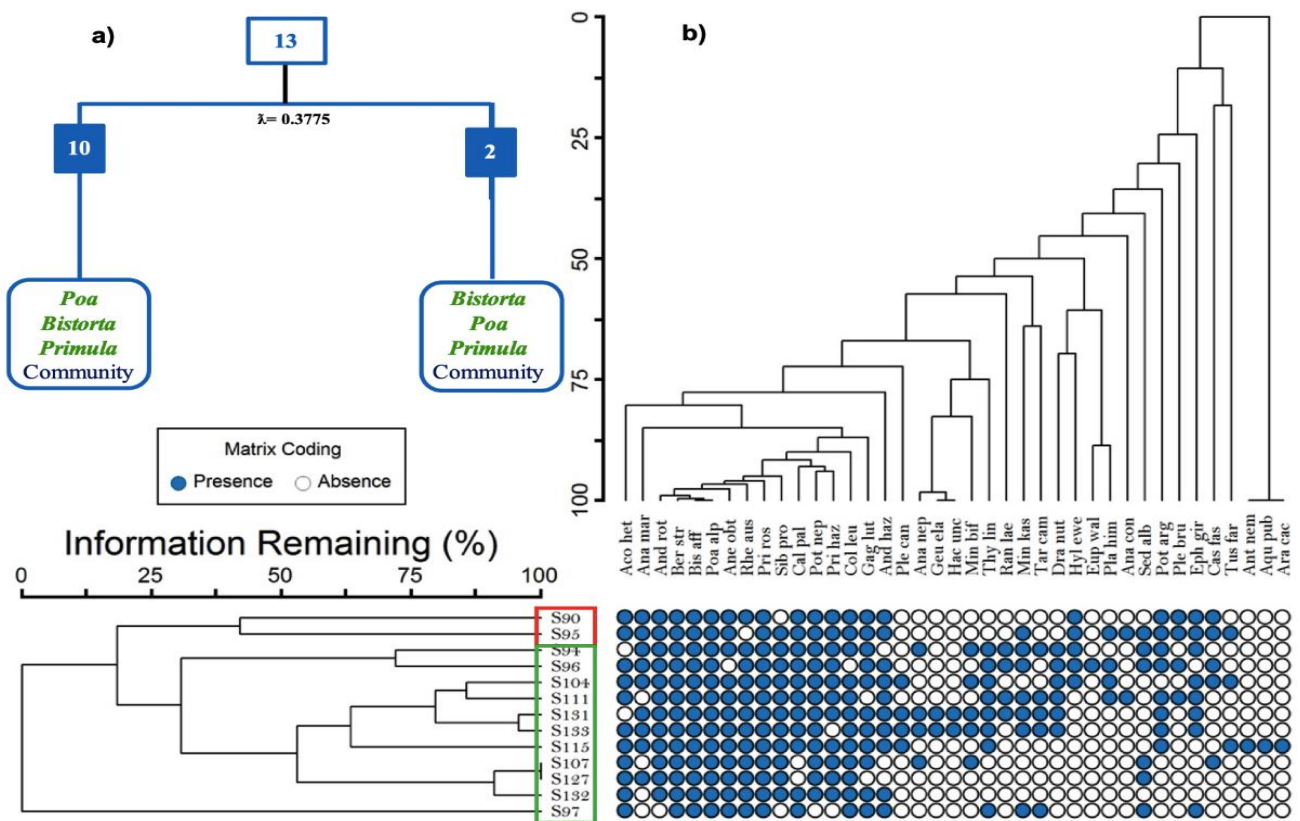 a)
13
ƛ= 0.3775
10
2
Poa
Bistorta
Primula
Community
Bistorta
Poa
Primula
Community
Matrix Coding
Presence
Absence
Information Remaining (%)
0 25 50 75 100
S90
S95
S94
S96
S104
S111
S131
S133
S115
S107
S127
S132
S97
b)
0
25
50
75
100
Aco het
Ana mar
And rot
Ber str
Bis aff
Poa alp
Ane obt
Rhe aus
Pri ros
Sib pro
Cal pal
Pot nep
Pri haz
Col leu
Gag lut
And haz
Ple can
Ana nep
Geu ela
Hac unc
Min bif
Thy lin
Ran lae
Min kas
Tar cam
Dra nut
Hyl eve
Eup wal
Pla him
Ana con
Sed alb
Pot arg
Ple bru
Eph gir
Cas fas
Tus far
Ant nem
Aqu pub
Ara cac